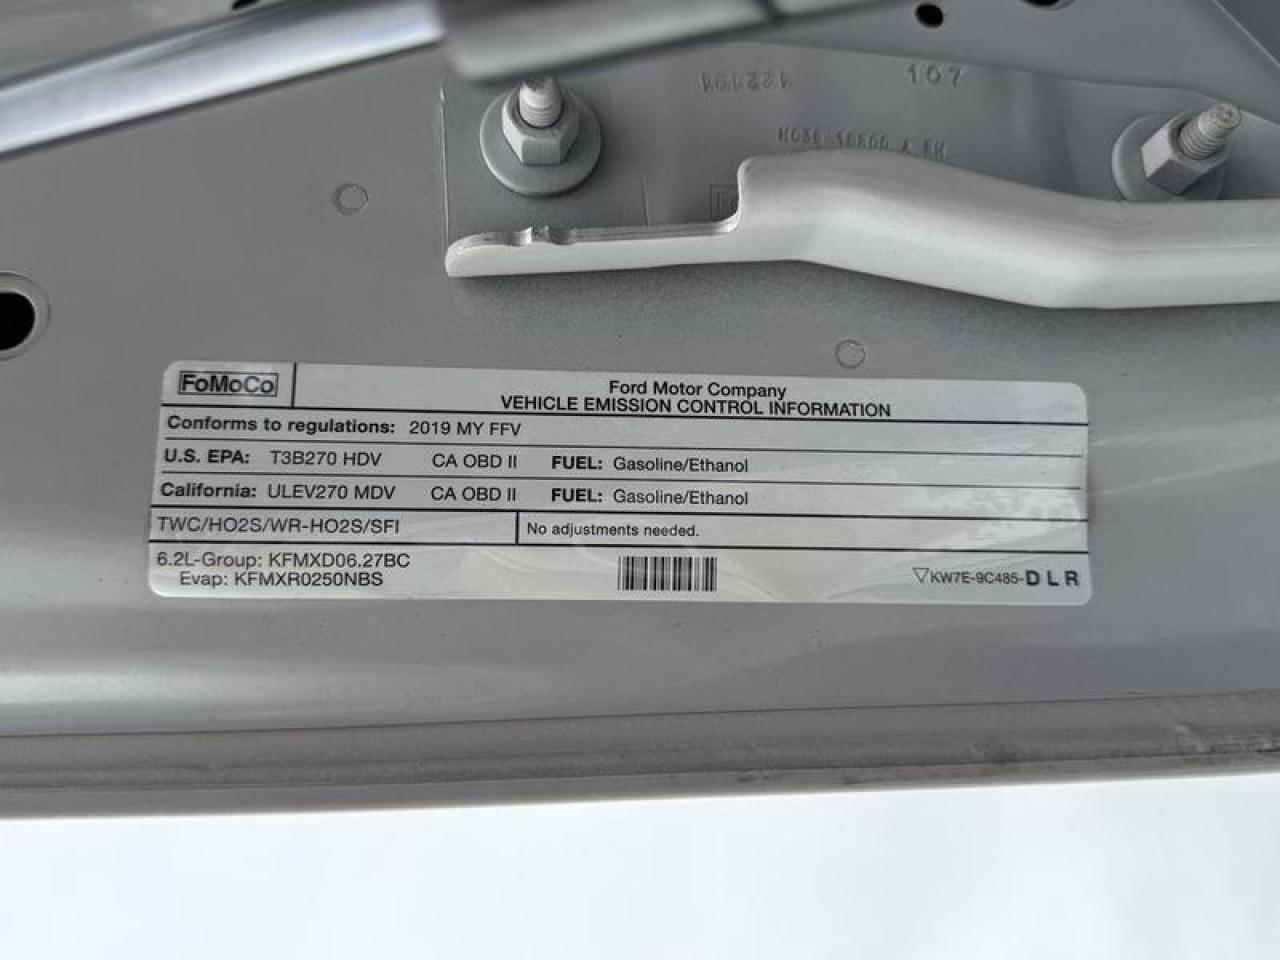 107
FoMoCo
Ford Motor Company
VEHICLE EMISSION CONTROL INFORMATION
Conforms to regulations: 2019 MY FFV
U.S. EPA: T3B270 HDV CA OBD II FUEL: Gasoline/Ethanol
California: ULEV270 MDV CA OBD II FUEL: Gasoline/Ethanol
TWC/HO2S/WR-HO2S/SFI No adjustments needed.
6.2L-Group: KFMXD06.27BC
Evap: KFMXR0250NBS
KW7E-9C485-DLR